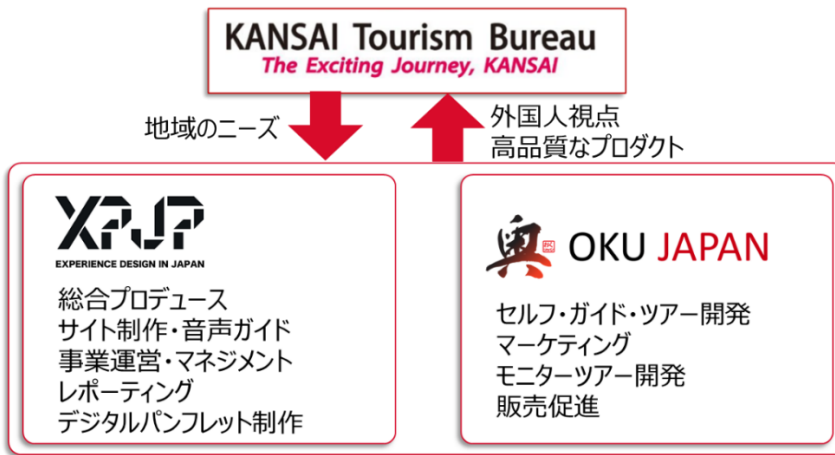 KANSAI Tourism Bureau
The Exciting Journey, KANSAI
地域のニーズ
外国人視点
高品質なプロダクト
XPJP
EXPERIENCE DESIGN IN JAPAN
総合プロデュース
サイト制作・音声ガイド
事業運営・マネジメント
レポーティング
デジタルパンフレット制作
奥 OKU JAPAN
セルフ・ガイド・ツアー開発
マーケティング
モニターツアー開発
販売促進